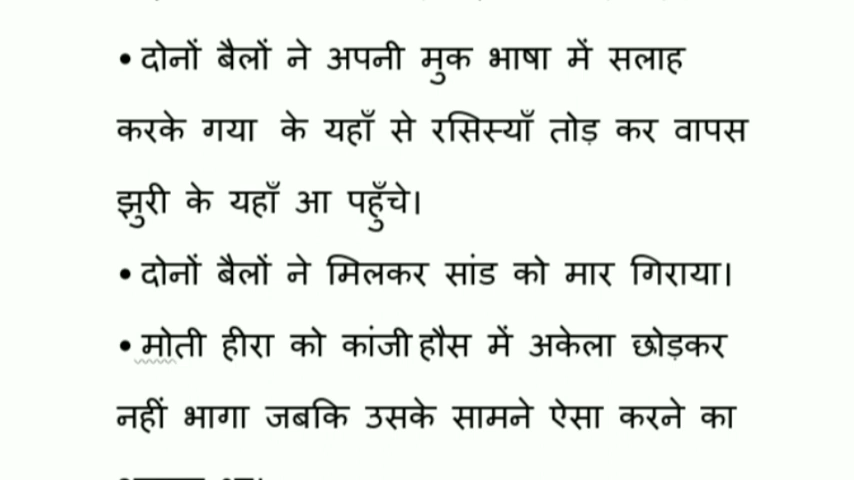 • दोनों बैलों ने अपनी मुक भाषा में सलाह
करके गया के यहाँ से रसिस्याँ तोड़ कर वापस
झुरी के यहाँ आ पहुँचे।
• दोनों बैलों ने मिलकर सांड को मार गिराया।
• मोती हीरा को कांजी हौस में अकेला छोड़कर
नहीं भागा जबकि उसके सामने ऐसा करने का